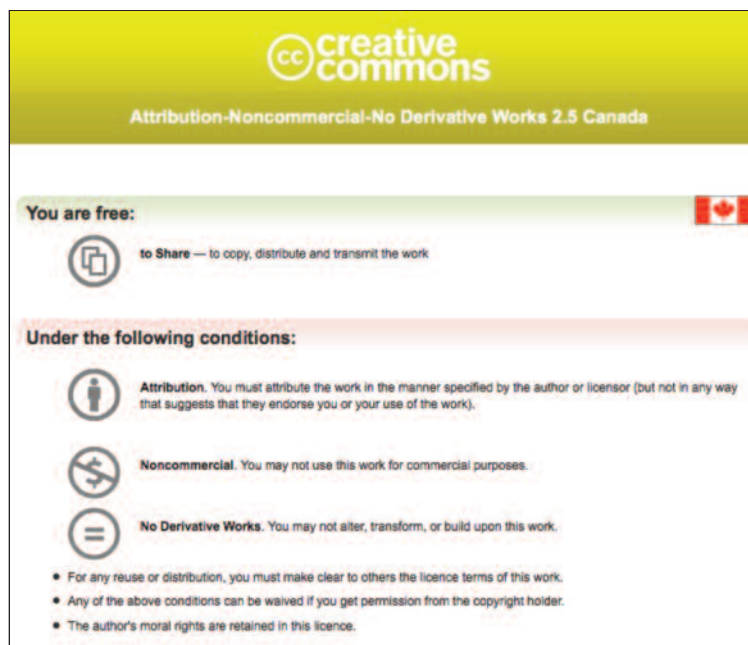 cc creative
commons
Attribution-Noncommercial-No Derivative Works 2.5 Canada
You are free:
to Share — to copy, distribute and transmit the work
Under the following conditions:
Attribution. You must attribute the work in the manner specified by the author or licensor (but not in any way
that suggests that they endorse you or your use of the work).
$
Noncommercial. You may not use this work for commercial purposes.
=
No Derivative Works. You may not alter, transform, or build upon this work.
• For any reuse or distribution, you must make clear to others the licence terms of this work.
• Any of the above conditions can be waived if you get permission from the copyright holder.
• The author's moral rights are retained in this licence.